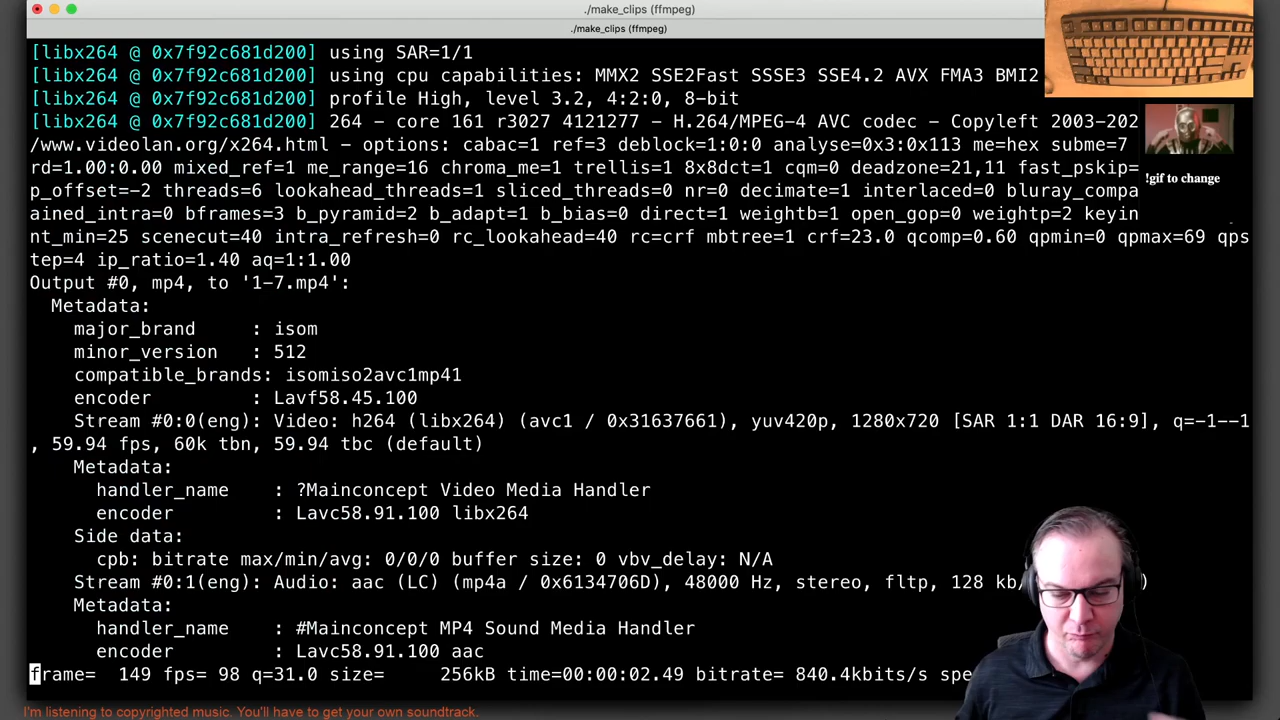 ./make_clips (ffmpeg)
./make_clips (ffmpeg)
[libx264 @ 0x7f92c681d200] using SAR=1/1
[libx264 @ 0x7f92c681d200] using cpu capabilities: MMX2 SSE2Fast SSSE3 SSE4.2 AVX FMA3 BMI2
[libx264 @ 0x7f92c681d200] profile High, level 3.2, 4:2:0, 8-bit
[libx264 @ 0x7f92c681d200] 264 - core 161 r3027 4121277 - H.264/MPEG-4 AVC codec - Copyleft 2003-202
/www.videolan.org/x264.html - options: cabac=1 ref=3 deblock=1:0:0 analyse=0x3:0x113 me=hex subme=7
rd=1.00:0.00 mixed_ref=1 me_range=16 chroma_me=1 trellis=1 8x8dct=1 cqm=0 deadzone=21,11 fast_pskip=
!gif to change
p_offset=-2 threads=6 lookahead_threads=1 sliced_threads=0 nr=0 decimate=1 interlaced=0 bluray_compa
ained_intra=0 bframes=3 b_pyramid=2 b_adapt=1 b_bias=0 direct=1 weightb=1 open_gop=0 weightp=2 keyin
nt_min=25 scenecut=40 intra_refresh=0 rc_lookahead=40 rc=crf mbtree=1 crf=23.0 qcomp=0.60 qpmin=0 qpmax=69 qps
tep=4 ip_ratio=1.40 aq=1:1.00
Output #0, mp4, to '1-7.mp4':
Metadata:
major_brand : isom
minor_version : 512
compatible_brands: isomiso2avc1mp41
encoder : Lavf58.45.100
Stream #0:0(eng): Video: h264 (libx264) (avc1 / 0x31637661), yuv420p, 1280x720 [SAR 1:1 DAR 16:9], q=-1--1
, 59.94 fps, 60k tbn, 59.94 tbc (default)
Metadata:
handler_name : ?Mainconcept Video Media Handler
encoder : Lavc58.91.100 libx264
Side data:
cpb: bitrate max/min/avg: 0/0/0 buffer size: 0 vbv_delay: N/A
Stream #0:1(eng): Audio: aac (LC) (mp4a / 0x6134706D), 48000 Hz, stereo, fltp, 128 kb/ )
Metadata:
handler_name : #Mainconcept MP4 Sound Media Handler
encoder : Lavc58.91.100 aac
frame= 149 fps= 98 q=31.0 size= 256kB time=00:00:02.49 bitrate= 840.4kbits/s spe
I'm listening to copyrighted music. You'll have to get your own soundtrack.